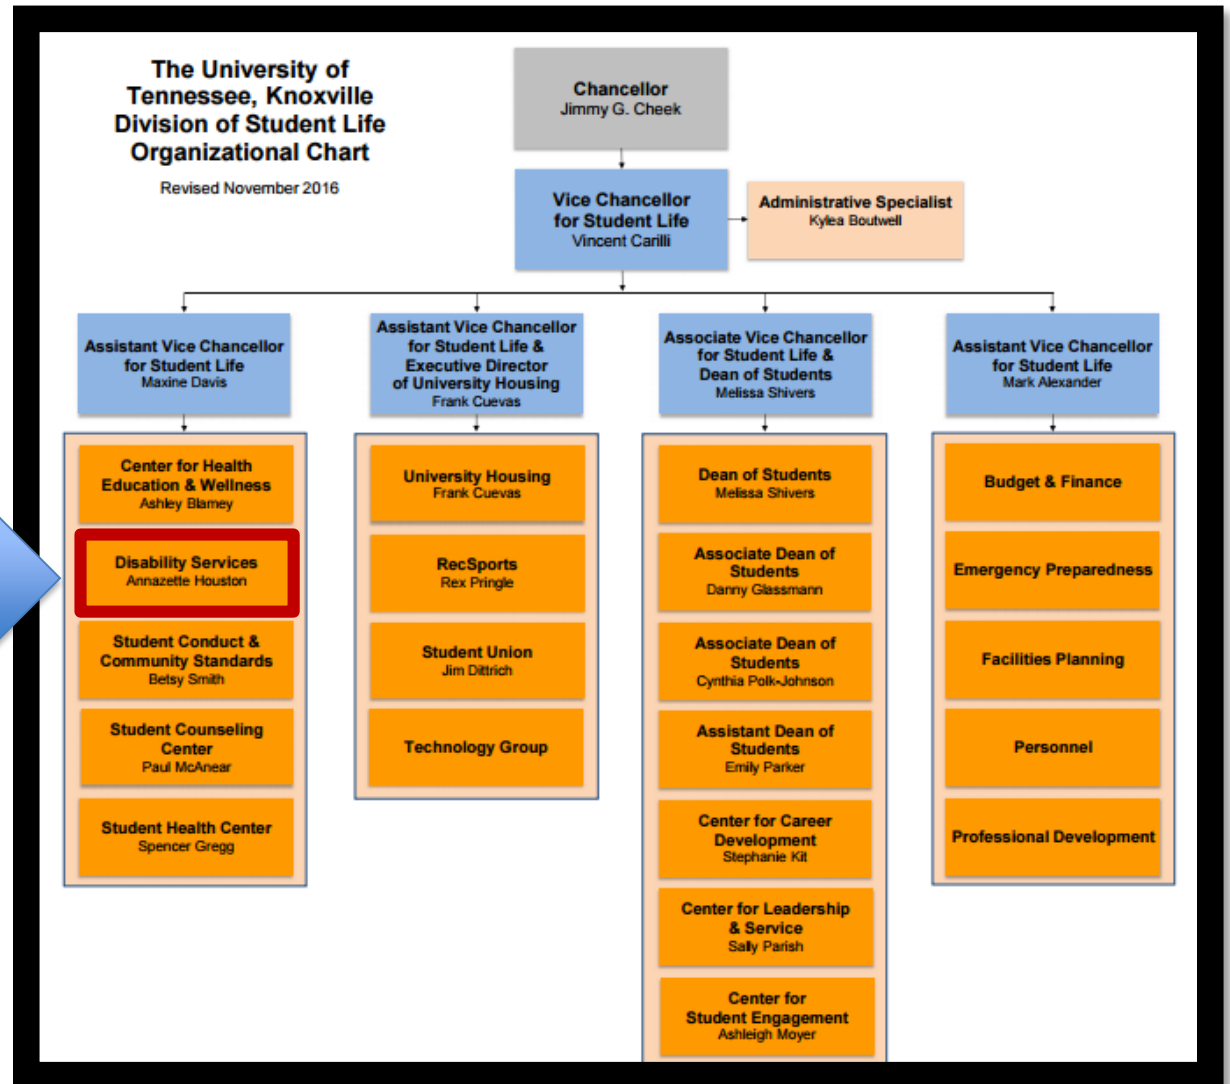 The University of
Tennessee, Knoxville
Division of Student Life
Organizational Chart
Revised November 2016
Chancellor
Jimmy G. Cheek
Vice Chancellor
for Student Life
Vincent Carilli
Administrative Specialist
Kylea Boutwell
Assistant Vice Chancellor
for Student Life
Maxine Davis
Center for Health
Education & Wellness
Ashley Blamey
Disability Services
Annazette Houston
Student Conduct &
Community Standards
Betsy Smith
Student Counseling
Center
Paul McAnear
Student Health Center
Spencer Gregg
Assistant Vice Chancellor
for Student Life &
Executive Director
of University Housing
Frank Cuevas
University Housing
Frank Cuevas
RecSports
Rex Pringle
Student Union
Jim Dittrich
Technology Group
Associate Vice Chancellor
for Student Life &
Dean of Students
Melissa Shivers
Dean of Students
Melissa Shivers
Associate Dean of
Students
Danny Glassmann
Associate Dean of
Students
Cynthia Polk-Johnson
Assistant Dean of
Students
Emily Parker
Center for Career
Development
Stephanie Kit
Center for Leadership
& Service
Sally Parish
Center for
Student Engagement
Ashleigh Moyer
Assistant Vice Chancellor
for Student Life
Mark Alexander
Budget & Finance
Emergency Preparedness
Facilities Planning
Personnel
Professional Development